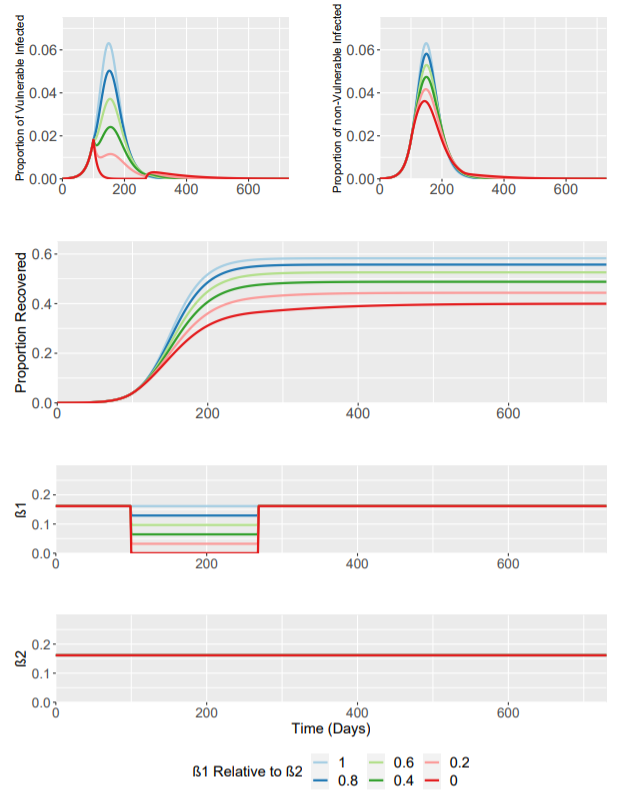 Proportion of Vulnerable Infected
0.06
0.04
0.02
0.00
0 200 400 600
Proportion of non-Vulnerable Infected
0.06
0.04
0.02
0.00
0 200 400 600
Proportion Recovered
0.6
0.4
0.2
0.0
0 200 400 600
ß1
0.2
0.1
0.0
0 200 400 600
ß2
0.2
0.1
0.0
0 200 400 600
Time (Days)
ß1 Relative to ß2
1 0.6 0.2
0.8 0.4 0